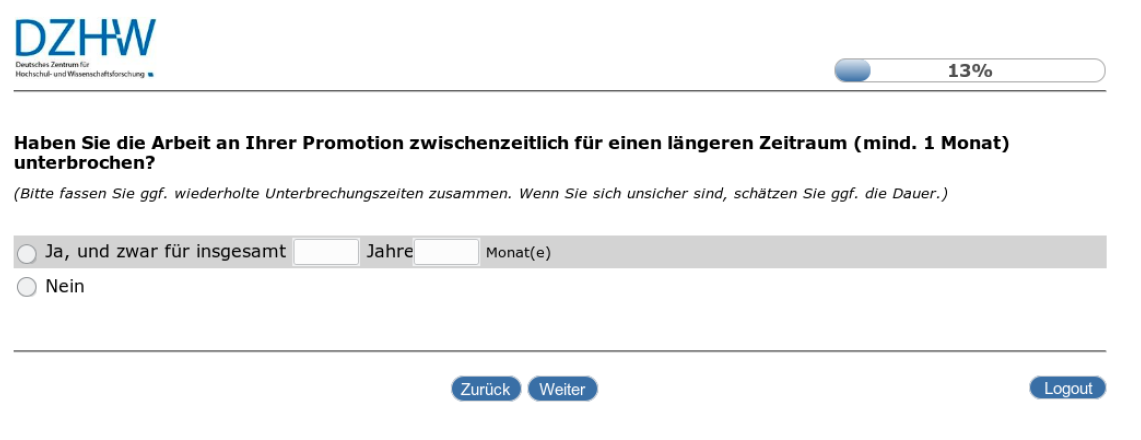 DZHW
Deutsches Zentrum für
Hochschul- und Wissenschaftsforschung
13%
Haben Sie die Arbeit an Ihrer Promotion zwischenzeitlich für einen längeren Zeitraum (mind. 1 Monat)
unterbrochen?
(Bitte fassen Sie ggf. wiederholte Unterbrechungszeiten zusammen. Wenn Sie sich unsicher sind, schätzen Sie ggf. die Dauer.)
Ja, und zwar für insgesamt Jahre Monat(e)
Nein
Zurück Weiter Logout